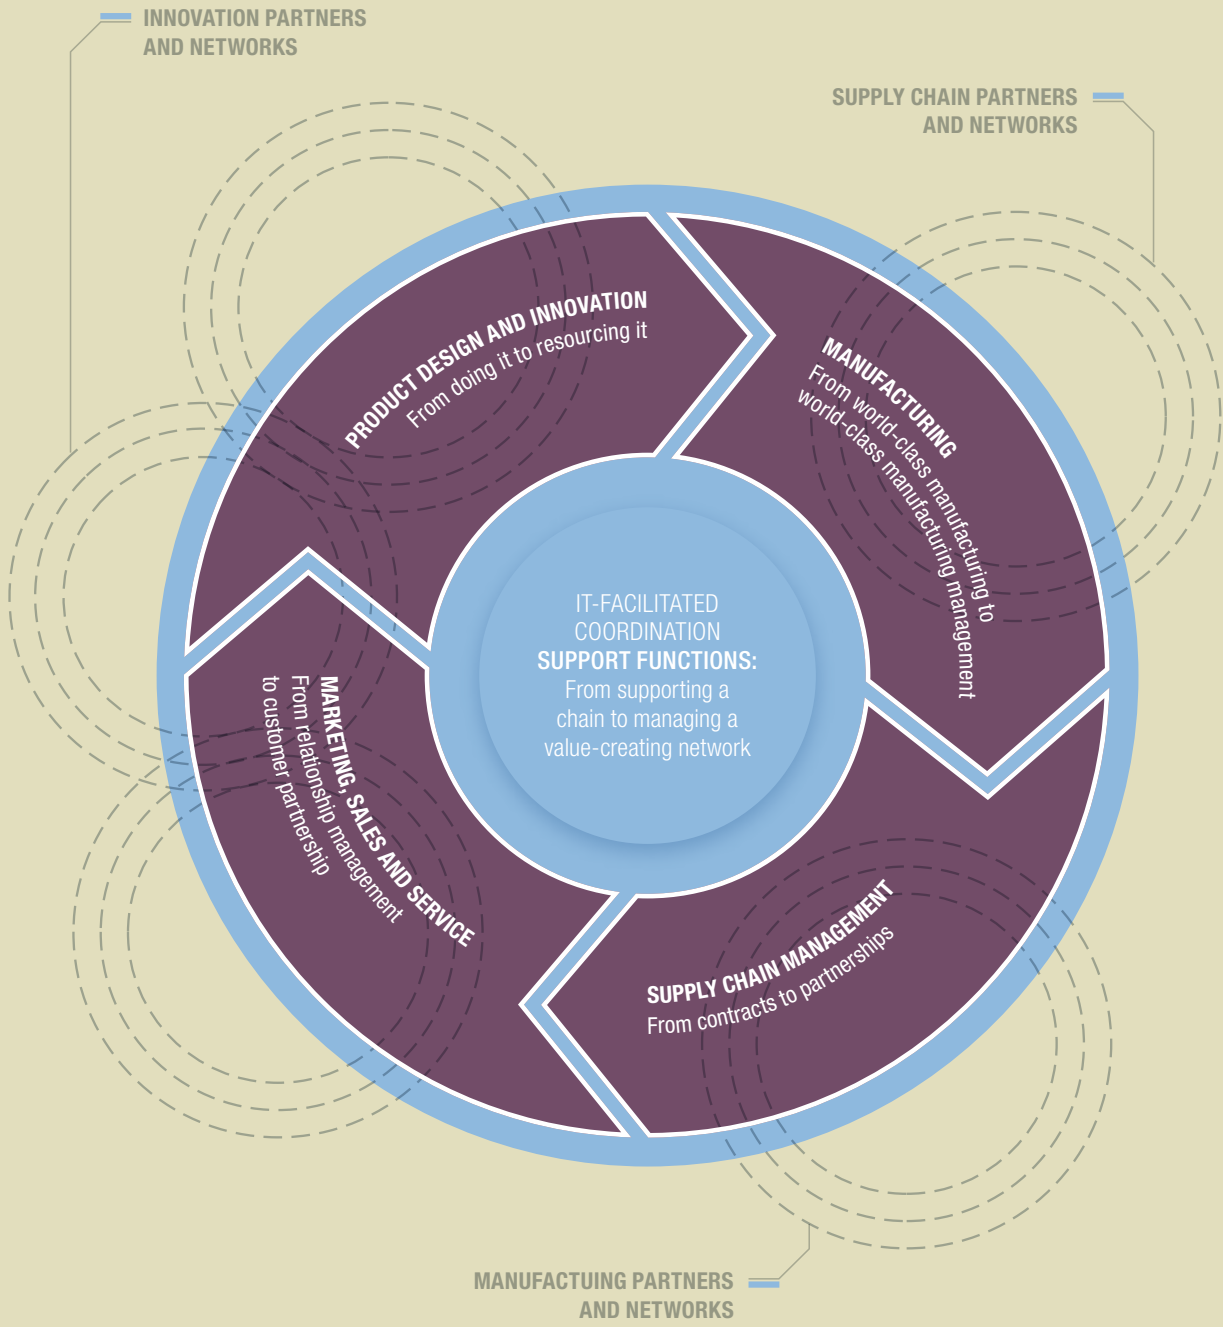 INNOVATION PARTNERS
AND NETWORKS
SUPPLY CHAIN PARTNERS
AND NETWORKS
PRODUCT DESIGN AND INNOVATION
From doing it to resourcing it
MANUFACTURING
From world-class manufacturing to
world-class manufacturing management
IT-FACILITATED
COORDINATION
SUPPORT FUNCTIONS:
From supporting a
chain to managing a
value-creating network
MARKETING, SALES AND SERVICE
From relationship management
to customer partnership
SUPPLY CHAIN MANAGEMENT
From contracts to partnerships
MANUFACTUING PARTNERS
AND NETWORKS